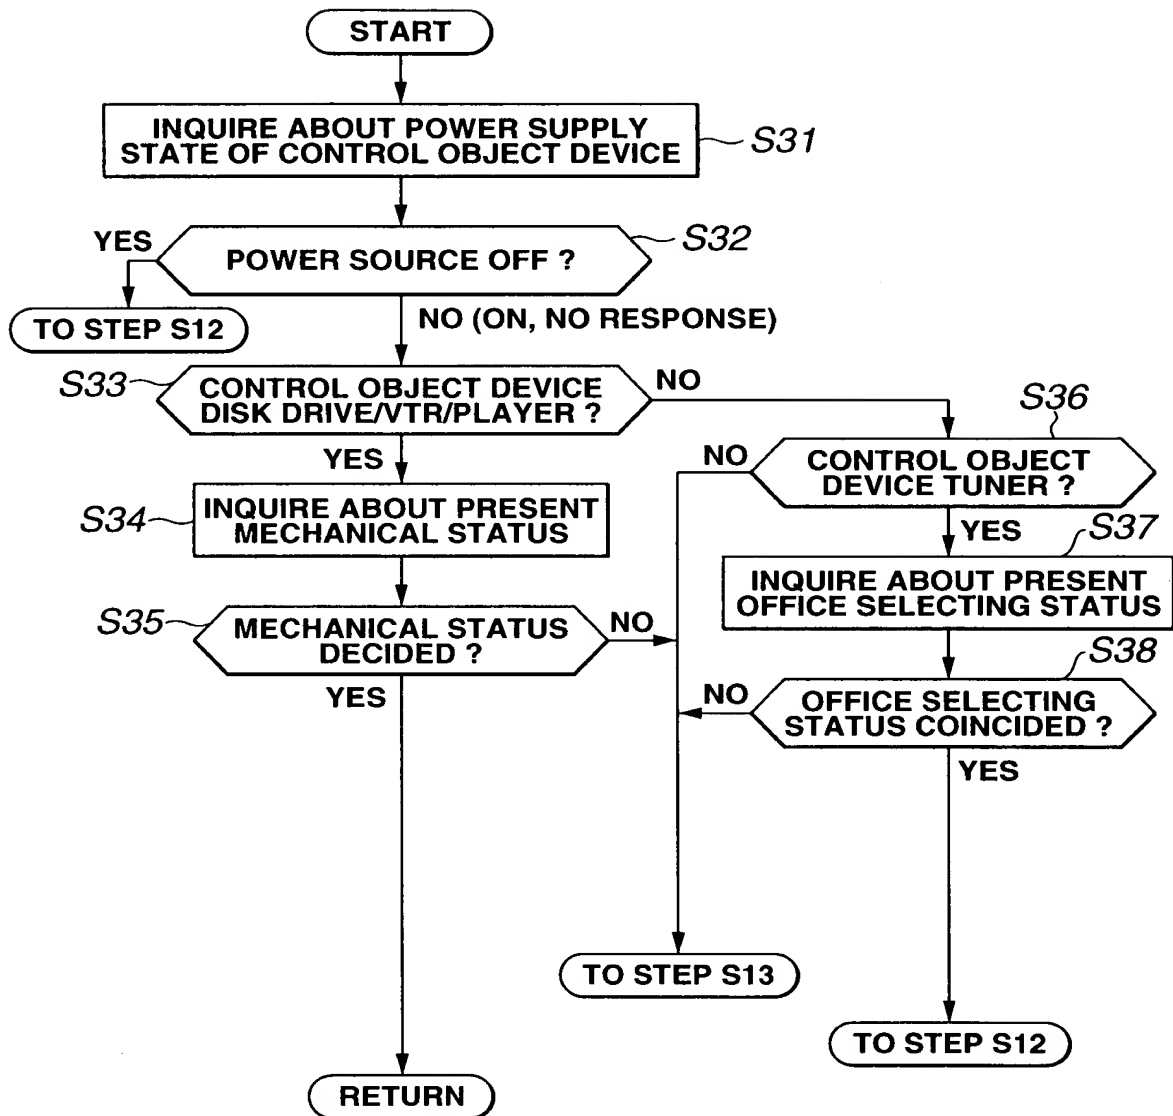 START
INQUIRE ABOUT POWER SUPPLY
STATE OF CONTROL OBJECT DEVICE
S31
YES
POWER SOURCE OFF ?
S32
TO STEP S12
NO (ON, NO RESPONSE)
S33
CONTROL OBJECT DEVICE
DISK DRIVE/VTR/PLAYER ?
NO
S36
YES
NO
CONTROL OBJECT
DEVICE TUNER ?
S34
INQUIRE ABOUT PRESENT
MECHANICAL STATUS
YES
S37
INQUIRE ABOUT PRESENT
OFFICE SELECTING STATUS
S35
MECHANICAL STATUS
DECIDED ?
NO
S38
YES
NO
OFFICE SELECTING
STATUS COINCIDED ?
YES
TO STEP S13
TO STEP S12
RETURN